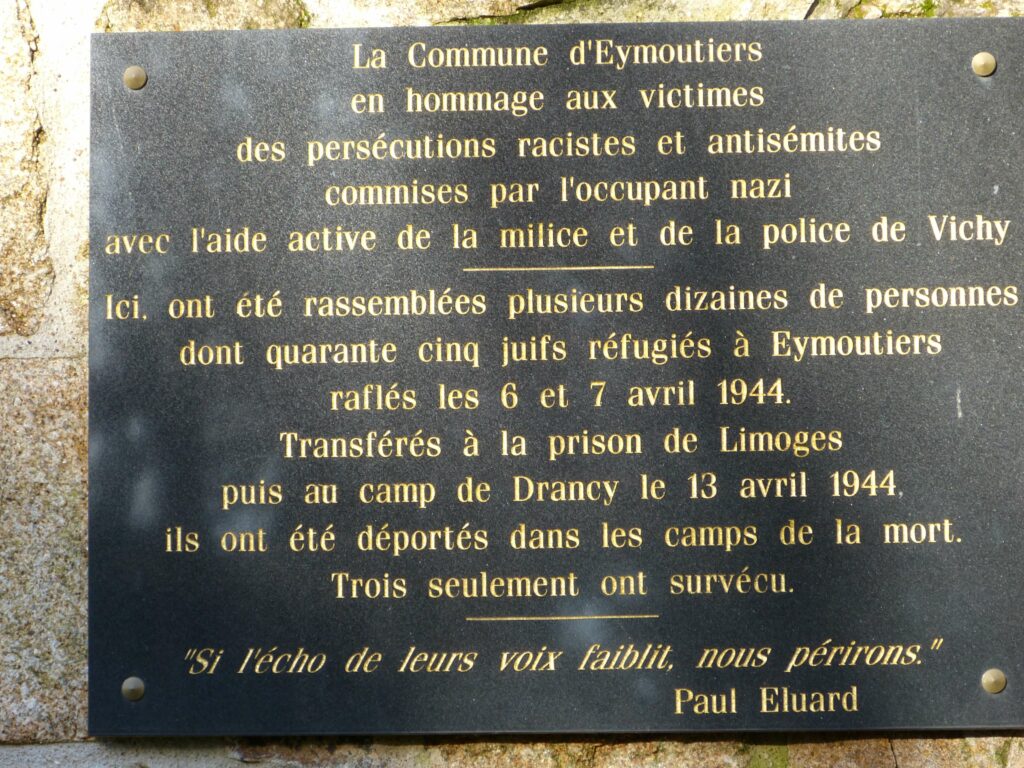 La Commune d'Eymoutiers
en hommage aux victimes
des persécutions racistes et antisémites
commises par l'occupant nazi
avec l'aide active de la milice et de la police de Vichy
Ici, ont été rassemblées plusieurs dizaines de personnes
dont quarante cinq juifs réfugiés à Eymoutiers
raflés les 6 et 7 avril 1944.
Transférés à la prison de Limoges
puis au camp de Drancy le 13 avril 1944,
ils ont été déportés dans les camps de la mort.
Trois seulement ont survécu.
"Si l'écho de leurs voix faiblit, nous périrons."
Paul Eluard